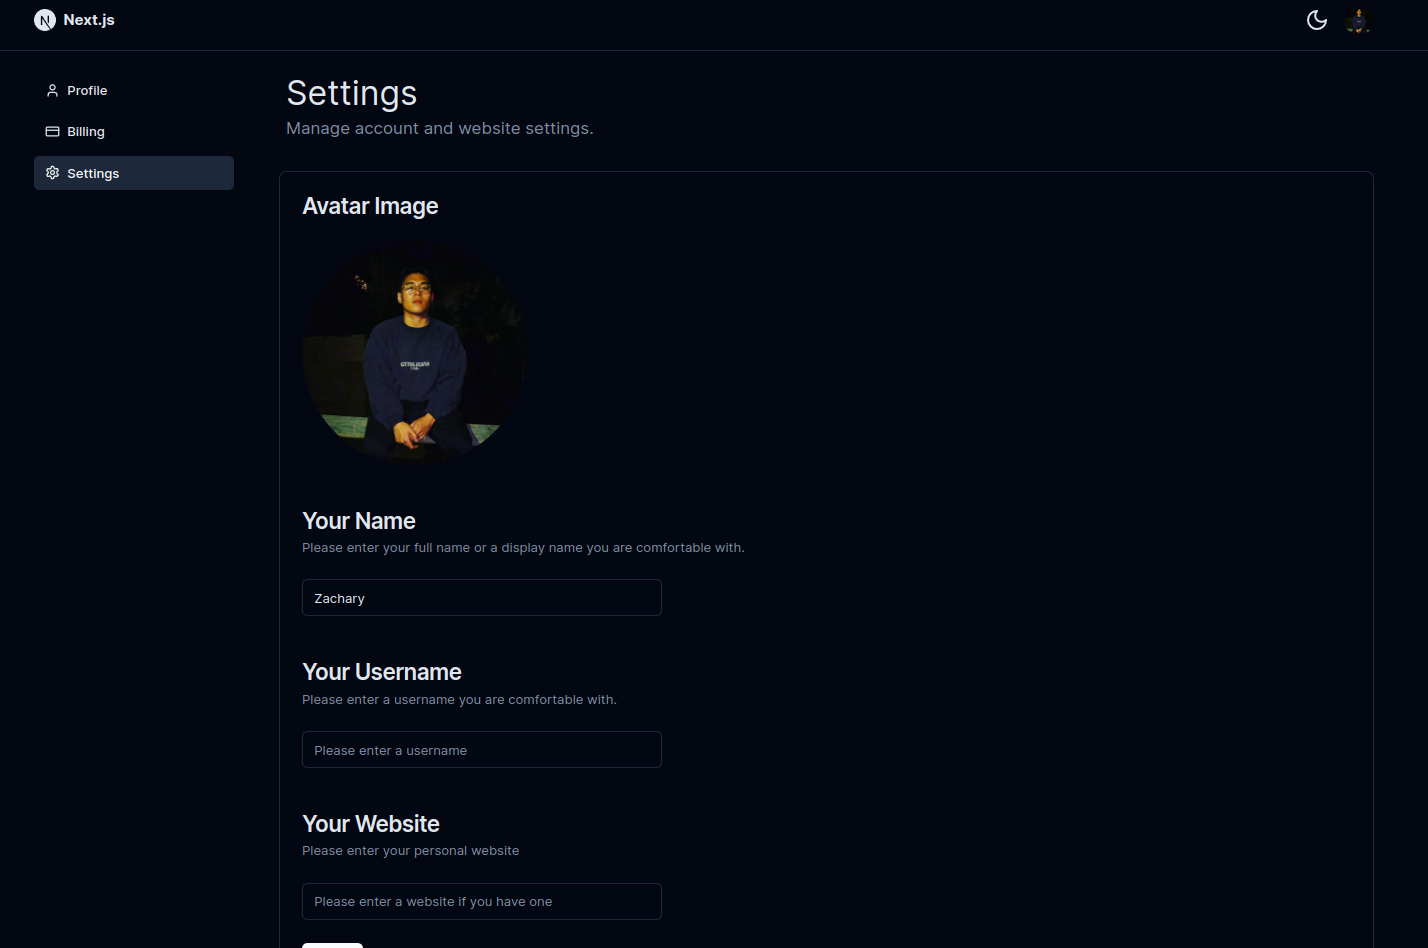 N Next.js
Profile
Billing
Settings
Settings
Manage account and website settings.
Avatar Image
Your Name
Please enter your full name or a display name you are comfortable with.
Zachary
Your Username
Please enter a username you are comfortable with.
Please enter a username
Your Website
Please enter your personal website
Please enter a website if you have one